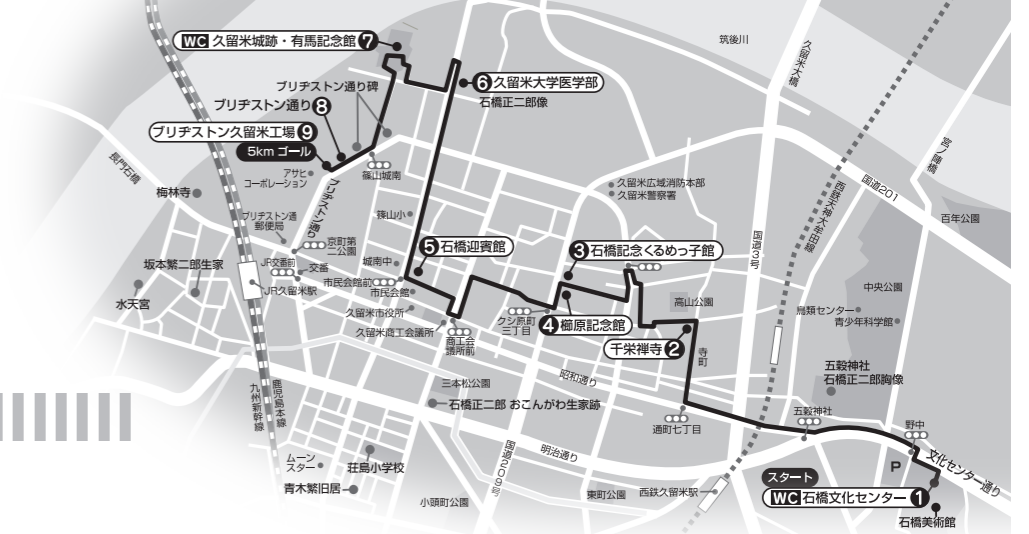 WC 久留米城跡・有馬記念館 7
筑後川
久留米大橋
ブリヂストン通り碑
6 久留米大学医学部
石橋正二郎像
ブリヂストン通り 8
ブリヂストン久留米工場 9
5km ゴール
アサヒ
コーポレーション
篠山城南
長門石橋
梅林寺
ブリヂストン通り
宮ノ陣橋
国道201
久留米広域消防本部
久留米警察署
西鉄天神大牟田線
百年公園
ブリヂストン通
郵便局
篠山小
京町第
二公園
5 石橋迎賓館
3 石橋記念くるめっ子館
国道3号
坂本繁二郎生家
JR交番前
交番
城南中
市民会館前
市民会館
JR久留米駅
水天宮
久留米市役所
久留米商工会議所
商工会
議所前
クシ原町
三丁目
4 櫛原記念館
高山公園
千栄禅寺 2
寺町
中央公園
鳥類センター
青少年科学館
五穀神社
石橋正二郎胸像
昭和通り
三本松公園
石橋正二郎 おこんがわ生家跡
九州新幹線
鹿児島本線
通町七丁目
五穀神社
野中
文化センター通り
明治通り
国道209号
ムーン
スター
荘島小学校
青木繁旧居
小頭町公園
東町公園
西鉄久留米駅
P
スタート
WC 石橋文化センター 1
石橋美術館